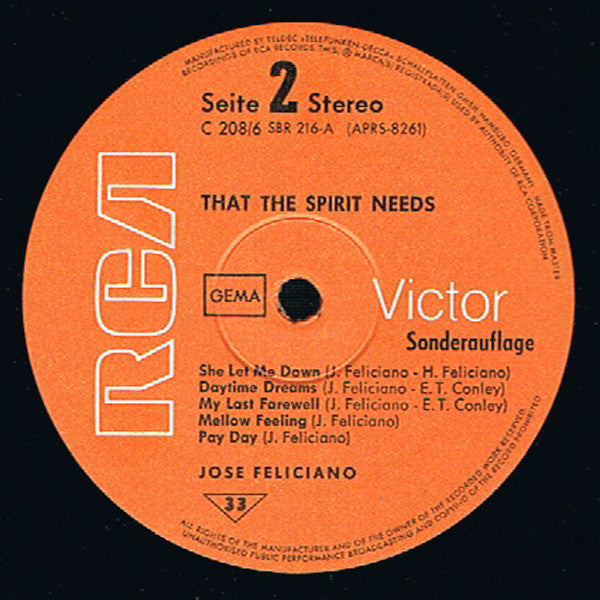 MANUFACTURED BY TELDEC »TELEFUNKEN-DECCA« SCHALLPLATTEN GMBH, HAMBURG, GERMANY · MADE FROM MASTER
RECORDINGS OF RCA RECORDS. THIS. ® MARCA(S) REGISTRADA(S) USED BY AUTHORITY OF RCA CORPORATION
Seite 2 Stereo
C 208/6 SBR 216-A (APRS-8261)
THAT THE SPIRIT NEEDS
RCA
GEMA
Victor
Sonderauflage
She Let Me Down (J. Feliciano - H. Feliciano)
Daytime Dreams (J. Feliciano - E. T. Conley)
My Last Farewell (J. Feliciano - E. T. Conley)
Mellow Feeling (J. Feliciano)
Pay Day (J. Feliciano)
JOSE FELICIANO
33
ALL RIGHTS OF THE MANUFACTURER AND OF THE OWNER OF THE RECORDED WORK RESERVED.
UNAUTHORISED PUBLIC PERFORMANCE BROADCASTING AND COPYING OF THE RECORD PROHIBITED